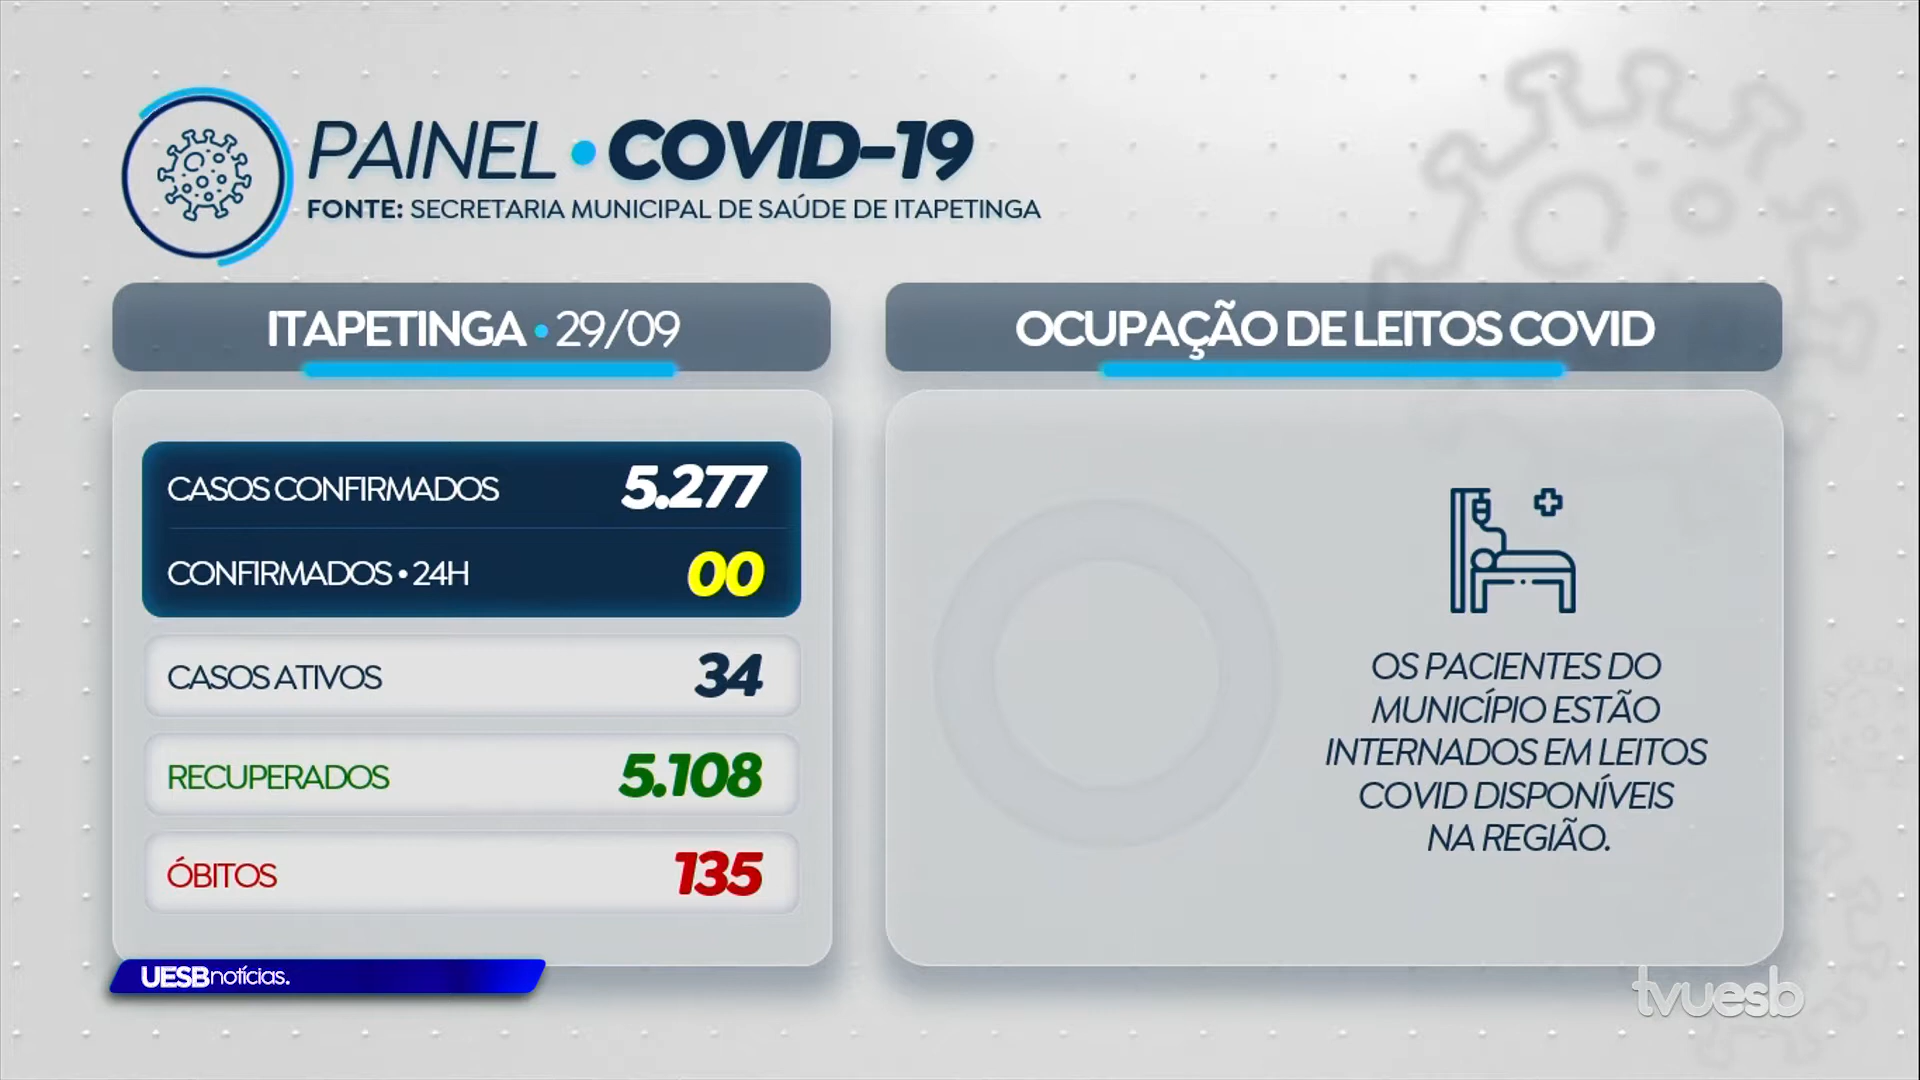 PAINEL • COVID-19
FONTE: SECRETARIA MUNICIPAL DE SAÚDE DE ITAPETINGA
ITAPETINGA • 29/09
CASOS CONFIRMADOS 5.277
CONFIRMADOS • 24H 00
CASOS ATIVOS 34
RECUPERADOS 5.108
ÓBITOS 135
OCUPAÇÃO DE LEITOS COVID
OS PACIENTES DO
MUNICÍPIO ESTÃO
INTERNADOS EM LEITOS
COVID DISPONÍVEIS
NA REGIÃO.
UESBnotícias.
tvuesb